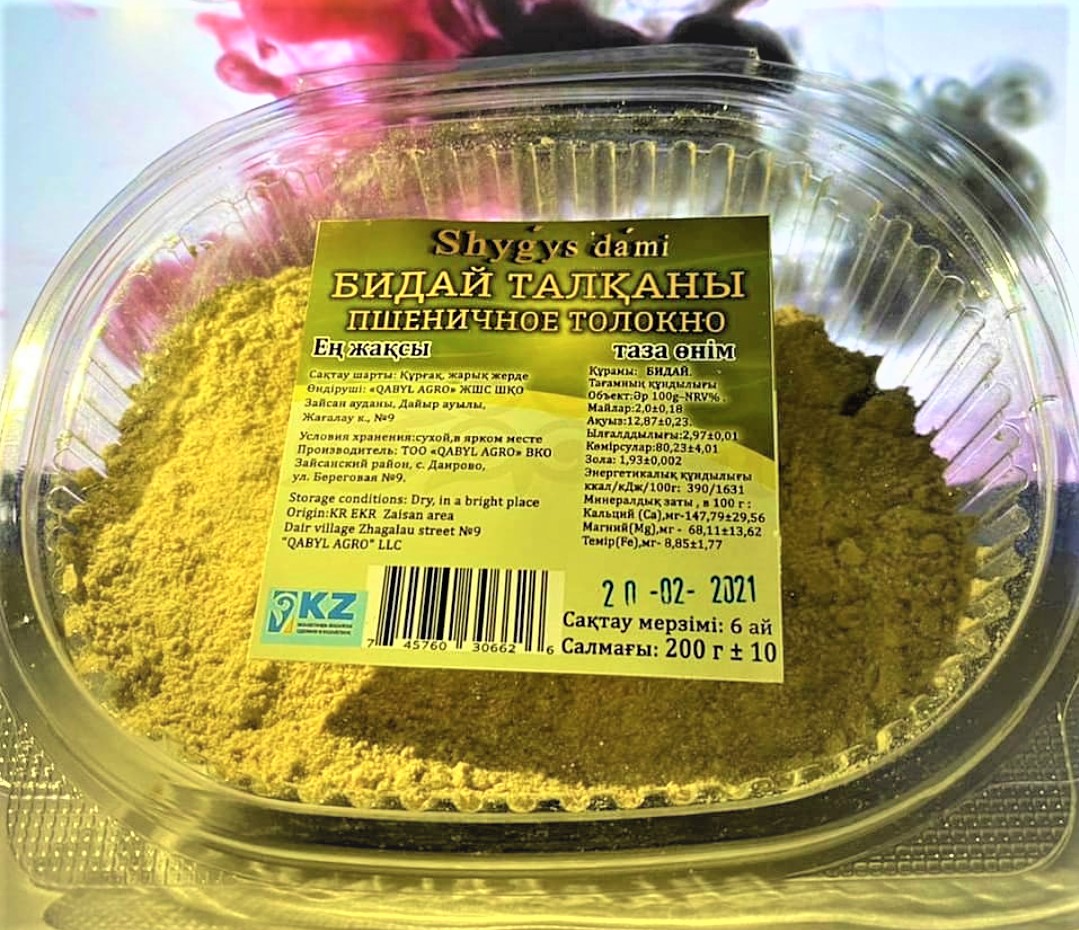 Shyǵys dámi
БИДАЙ ТАЛҚАНЫ
ПШЕНИЧНОЕ ТОЛОКНО
Ең жақсы
таза өнім
Сақтау шарты: Құрғақ, жарық жерде
Өндіруші: «QABYL AGRO» ЖШС ШҚО
Зайсан ауданы, Дайыр ауылы,
Жағалау к., №9
Условия хранения:сухой,в ярком месте
Производитель: ТОО «QABYL AGRO» ВКО
Зайсанский район, с. Даирово,
ул. Береговая №9.
Storage conditions: Dry, in a bright place
Origin:KR EKR Zaisan area
Dair village Zhagalau street №9
"QABYL AGRO" LLC
Құрамы: БИДАЙ.
Тағамның құндылығы
Объект:Әр 100g-NRV% .
Майлар:2,0±0,18
Ақуыз:12,87±0,23.
Ылғалддылығы:2,97±0,01
Көмірсулар:80,23±4,01
Зола: 1,93±0,002
Энергетикалық құндылығы
ккал/кДж/100г: 390/1631
Минералдық заты , в 100 г :
Кальций (Ca),мг-147,79±29,56
Магний(Mg),мг - 68,11±13,62
Темір(Fe),мг- 8,85±1,77
KZ
7 45760 30662 6
20 -02- 2021
Сақтау мерзімі: 6 ай
Салмағы: 200 г ± 10